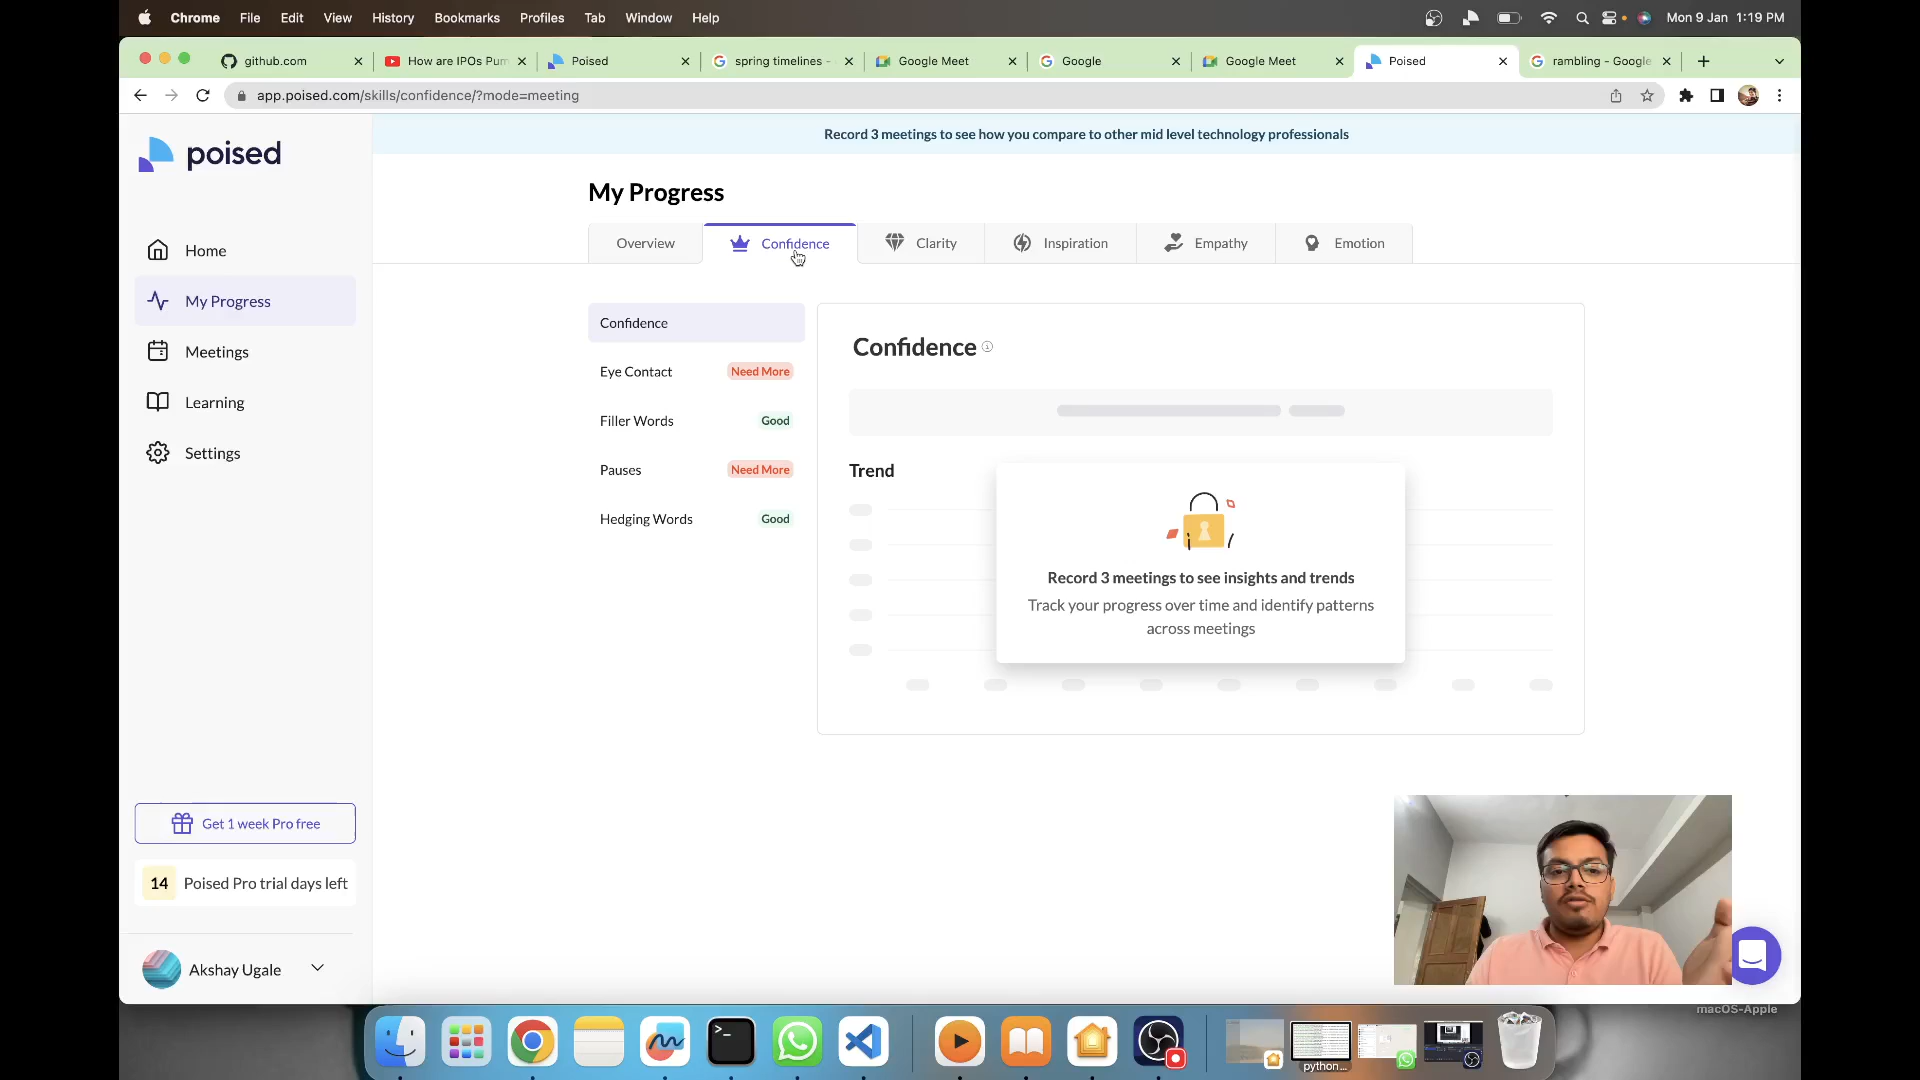 Chrome File Edit View History Bookmarks Profiles Tab Window Help Mon 9 Jan 1:19 PM
github.com How are IPOs Pum Poised spring timelines - Google Meet Google Google Meet Poised rambling - Google
app.poised.com/skills/confidence/?mode=meeting
poised
Record 3 meetings to see how you compare to other mid level technology professionals
My Progress
Overview Confidence Clarity Inspiration Empathy Emotion
Home
My Progress
Meetings
Learning
Settings
Confidence
Eye Contact Need More
Filler Words Good
Pauses Need More
Hedging Words Good
Confidence
Trend
Record 3 meetings to see insights and trends
Track your progress over time and identify patterns
across meetings
Get 1 week Pro free
14 Poised Pro trial days left
Akshay Ugale
macOS-Apple
python...